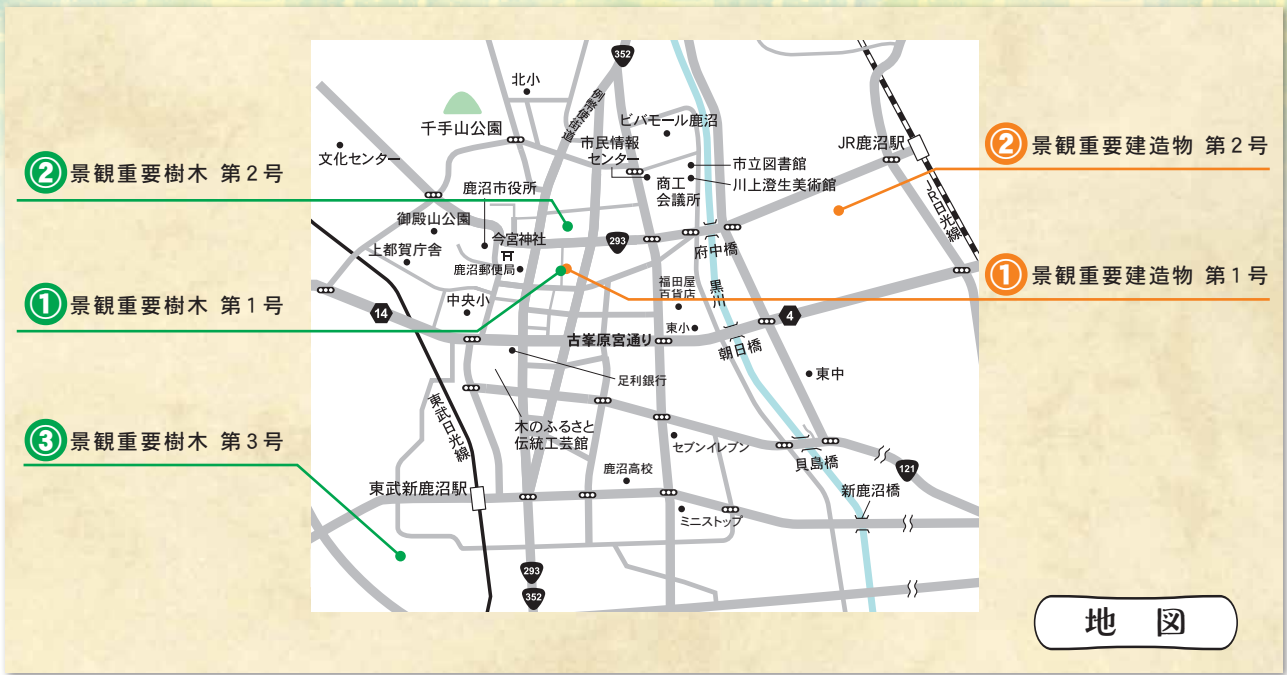 ② 景観重要樹木 第2号
① 景観重要樹木 第1号
③ 景観重要樹木 第3号
② 景観重要建造物 第2号
① 景観重要建造物 第1号
352
例幣使街道
北小
千手山公園
文化センター
ビバモール鹿沼
市民情報
センター
市立図書館
川上澄生美術館
商工
会議所
JR鹿沼駅
JR日光線
鹿沼市役所
御殿山公園
上都賀庁舎
今宮神社
鹿沼郵便局
293
府中橋
黒川
福田屋
百貨店
中央小
14
古峯原宮通り
東小
4
朝日橋
足利銀行
東中
東武日光線
木のふるさと
伝統工芸館
セブンイレブン
貝島橋
121
鹿沼高校
東武新鹿沼駅
新鹿沼橋
ミニストップ
293
352
地図